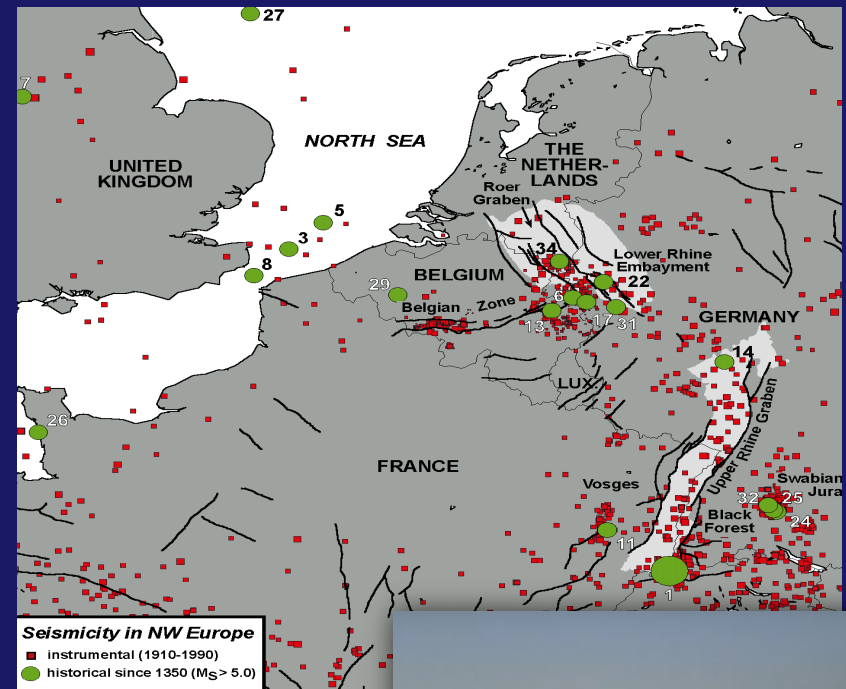 27
7
NORTH SEA
UNITED
KINGDOM
THE
NETHER-
LANDS
Roer
Graben
5
3
8
34
Lower Rhine
Embayment
22
BELGIUM
29
6
Belgian Zone
13
17
31
GERMANY
14
LUX.
26
FRANCE
Upper Rhine Graben
Vosges
Swabian
Jura
32
25
24
Black
Forest
11
1
Seismicity in NW Europe
instrumental (1910-1990)
historical since 1350 (MS> 5.0)